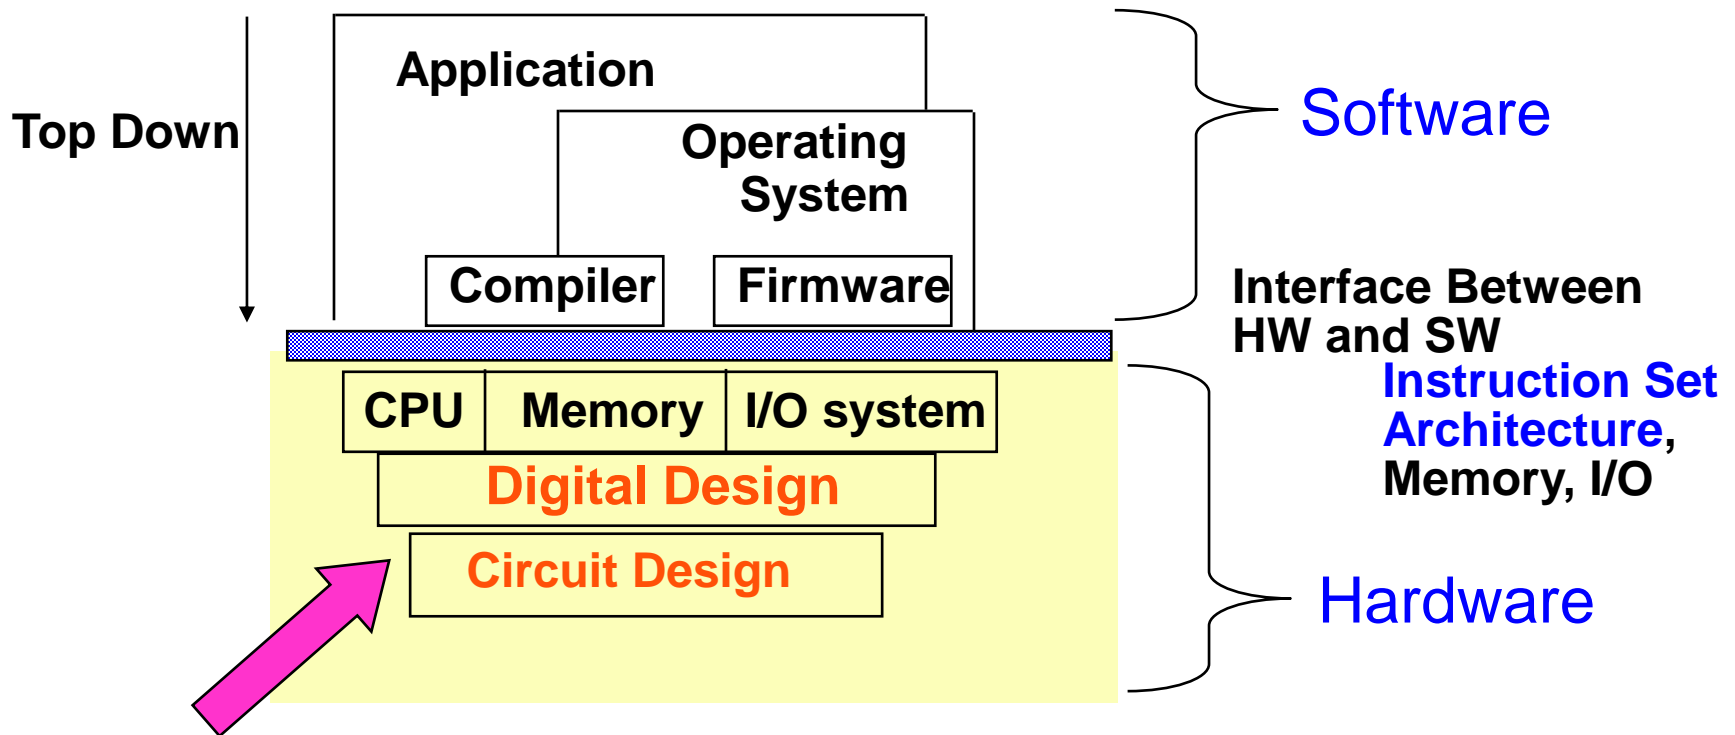 Application
Top Down
Operating
System
Software
Compiler
Firmware
Interface Between
HW and SW
Instruction Set
Architecture,
Memory, I/O
CPU
Memory
I/O system
Digital Design
Circuit Design
Hardware